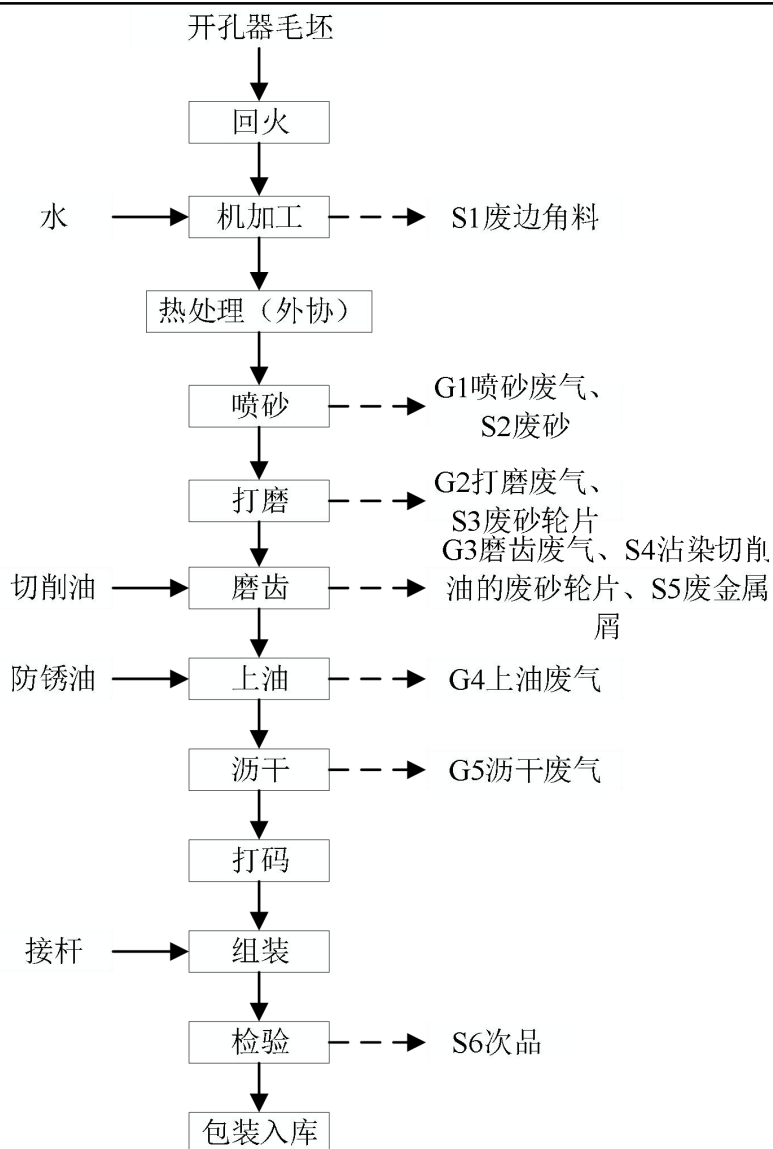 开孔器毛坯
回火
水
机加工
S1废边角料
热处理（外协）
喷砂
G1喷砂废气、
S2废砂
打磨
G2打磨废气、
S3废砂轮片
切削油
磨齿
G3磨齿废气、S4沾染切削
油的废砂轮片、S5废金属
屑
防锈油
上油
G4上油废气
沥干
G5沥干废气
打码
接杆
组装
检验
S6次品
包装入库